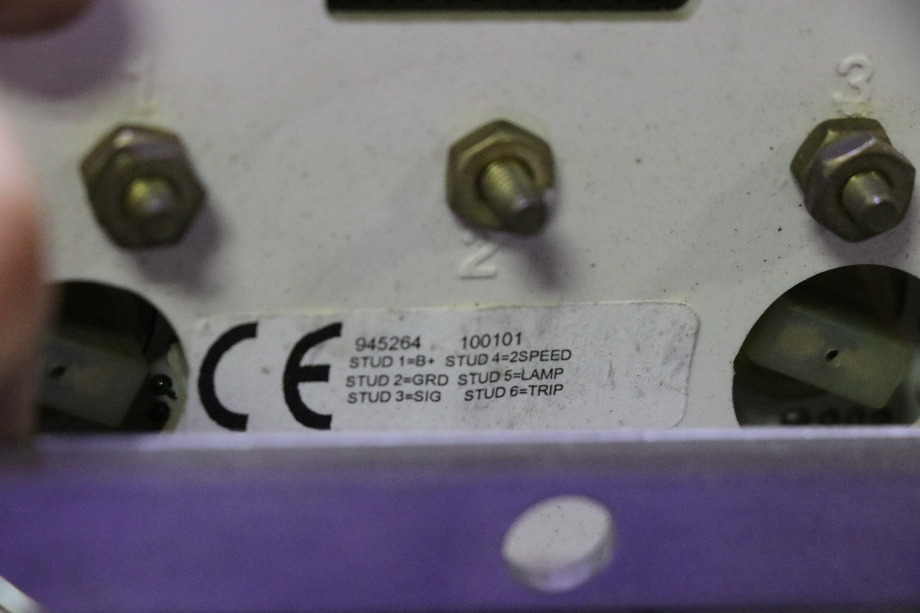 1
3
2
CE
945264 100101
STUD 1=B+ STUD 4=2SPEED
STUD 2=GRD STUD 5=LAMP
STUD 3=SIG STUD 6=TRIP